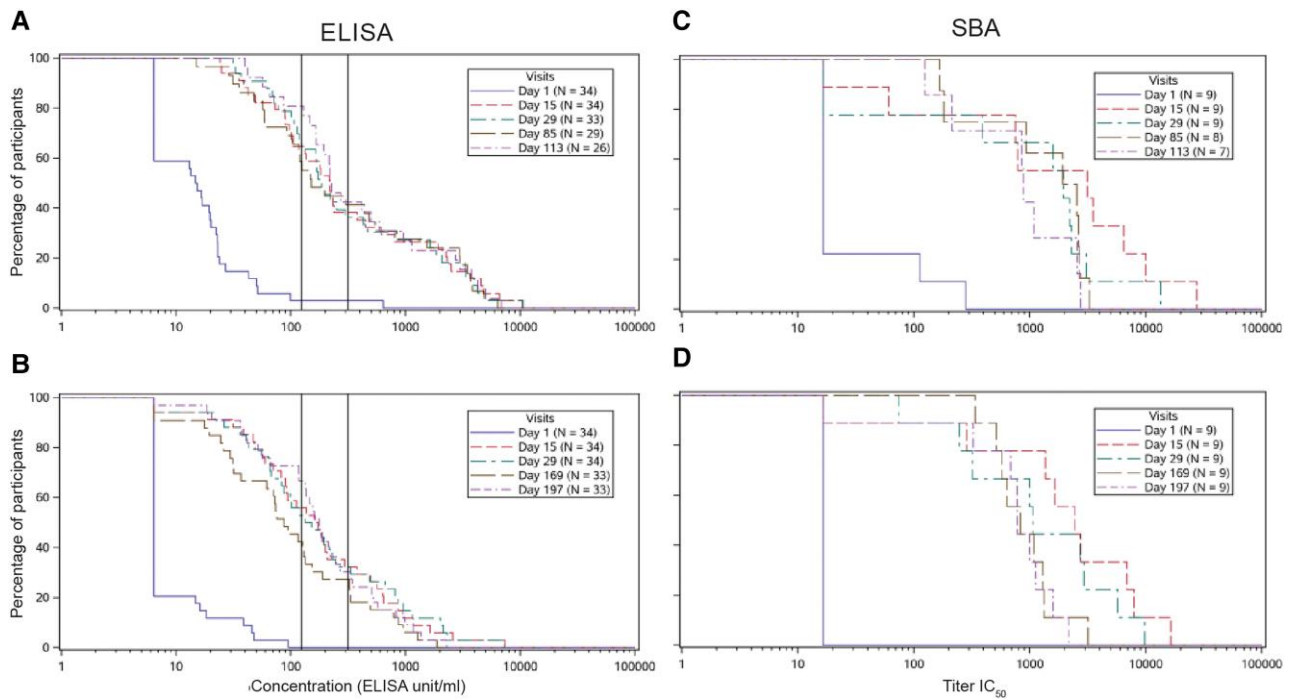 A
ELISA
Percentage of participants
100
80
60
40
20
0
1
10
100
1000
10000
100000
Visits
Day 1 (N = 34)
Day 15 (N = 34)
Day 29 (N = 33)
Day 85 (N = 29)
Day 113 (N = 26)
C
SBA
1
10
100
1000
10000
100000
Visits
Day 1 (N = 9)
Day 15 (N = 9)
Day 29 (N = 9)
Day 85 (N = 8)
Day 113 (N = 7)
B
Percentage of participants
100
80
60
40
20
0
1
10
100
1000
10000
100000
Visits
Day 1 (N = 34)
Day 15 (N = 34)
Day 29 (N = 34)
Day 169 (N = 33)
Day 197 (N = 33)
Concentration (ELISA unit/ml)
D
1
10
100
1000
10000
100000
Visits
Day 1 (N = 9)
Day 15 (N = 9)
Day 29 (N = 9)
Day 169 (N = 9)
Day 197 (N = 9)
Titer IC50